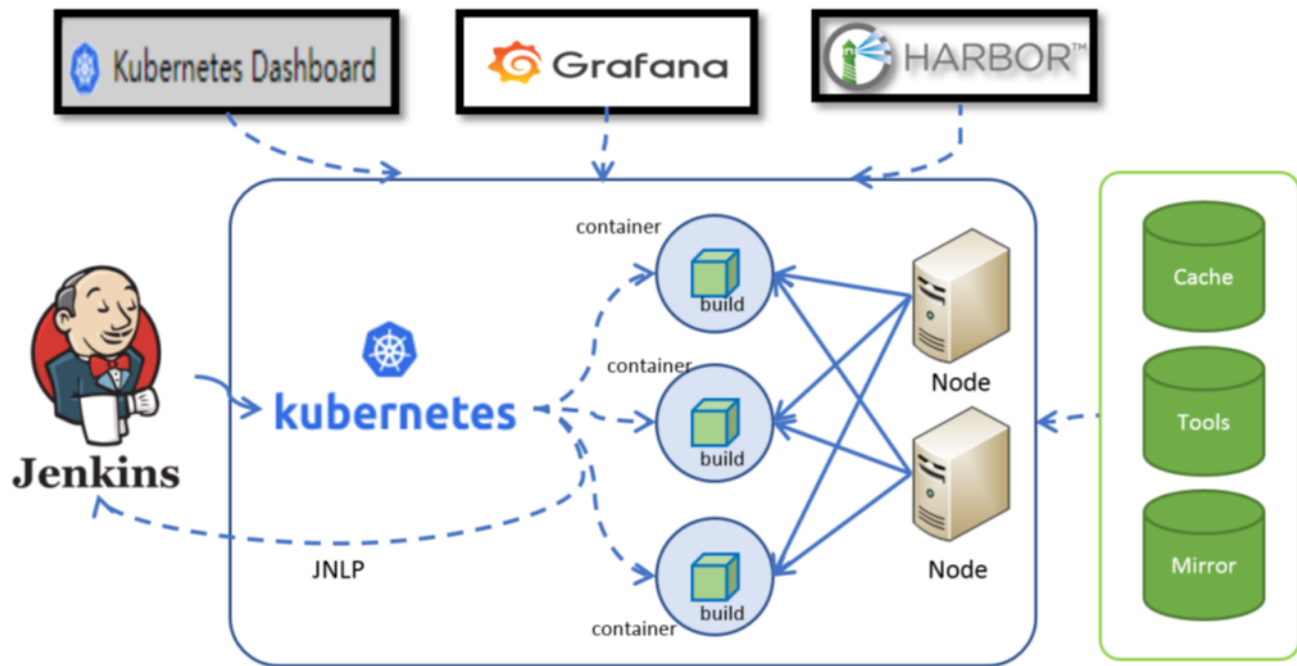 Kubernetes Dashboard
Grafana
HARBOR™
container
build
Cache
Node
container
kubernetes
build
Tools
Jenkins
JNLP
Node
Mirror
build
container